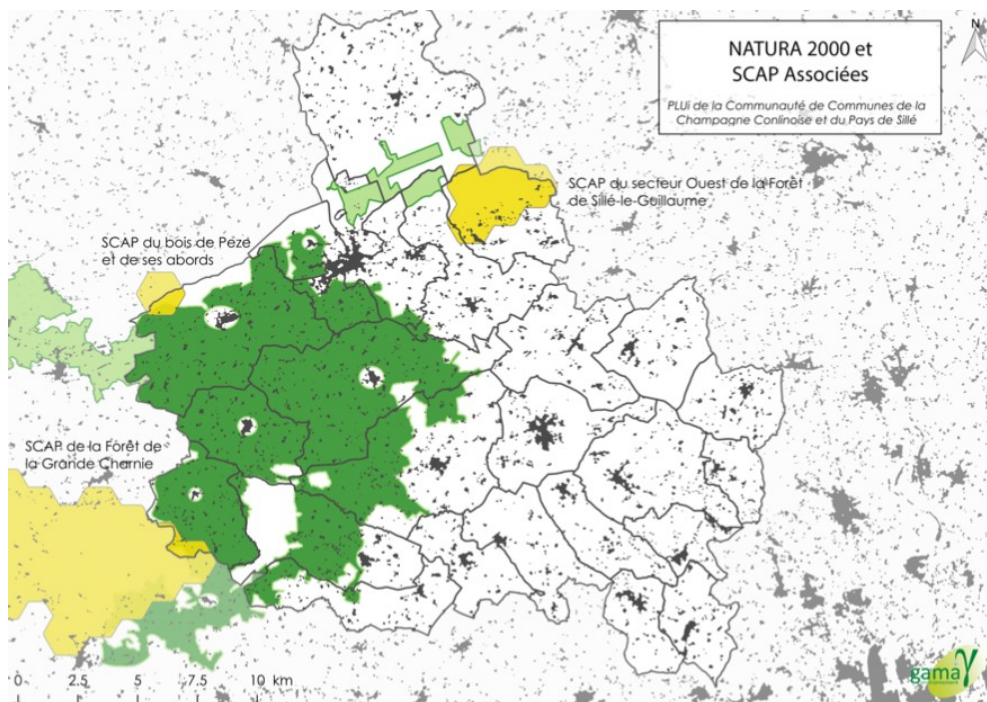 NATURA 2000 et
SCAP Associées
PLUi de la Communauté de Communes de la
Champagne Conlinoise et du Pays de Sillé
N
SCAP du secteur Ouest de la Forêt
de Sillé-le-Guillaume
SCAP du bois de Pezé
et de ses abords
SCAP de la Forêt de
la Grande Charnie
0 2.5 5 7.5 10 km
gama